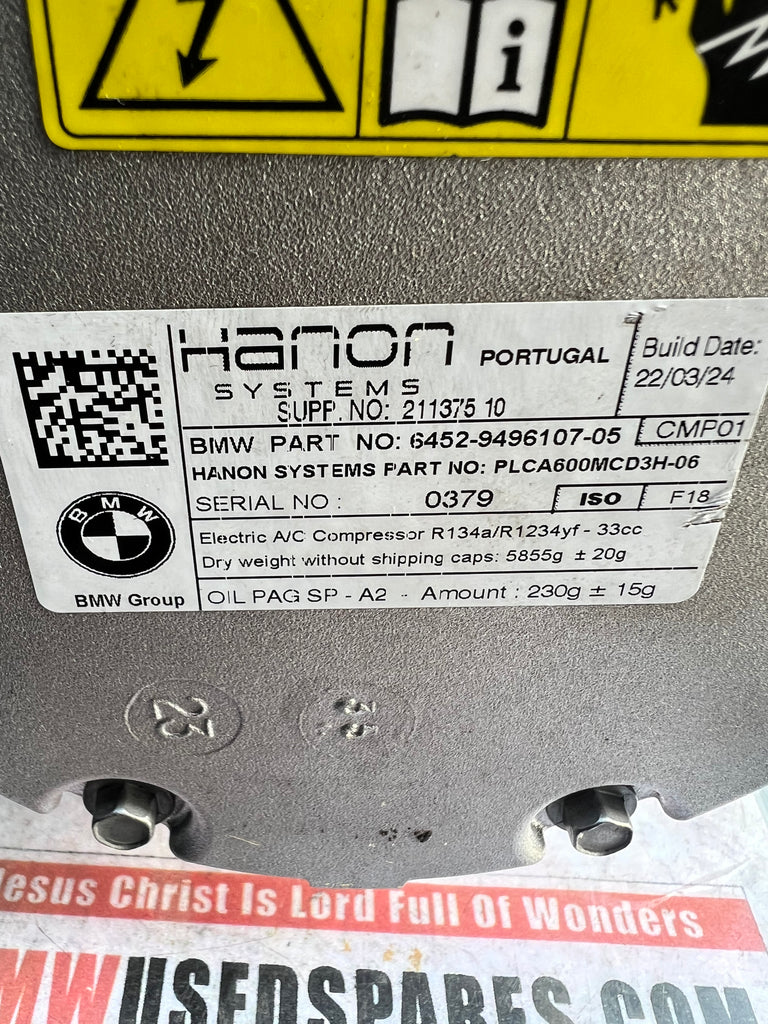 i
HANON
PORTUGAL
Build Date:
22/03/24
SYSTEMS
SUPP. NO: 211375 10
BMW PART NO: 6452-9496107-05
CMP01
HANON SYSTEMS PART NO: PLCA600MCD3H-06
SERIAL NO : 0379
ISO
F18
BMW
Electric A/C Compressor R134a/R1234yf - 33cc
Dry weight without shipping caps: 5855g ± 20g
BMW Group
OIL PAG SP - A2 - Amount : 230g ± 15g
23
Jesus Christ Is Lord Full Of Wonders
MWUSEDSPARES.COM